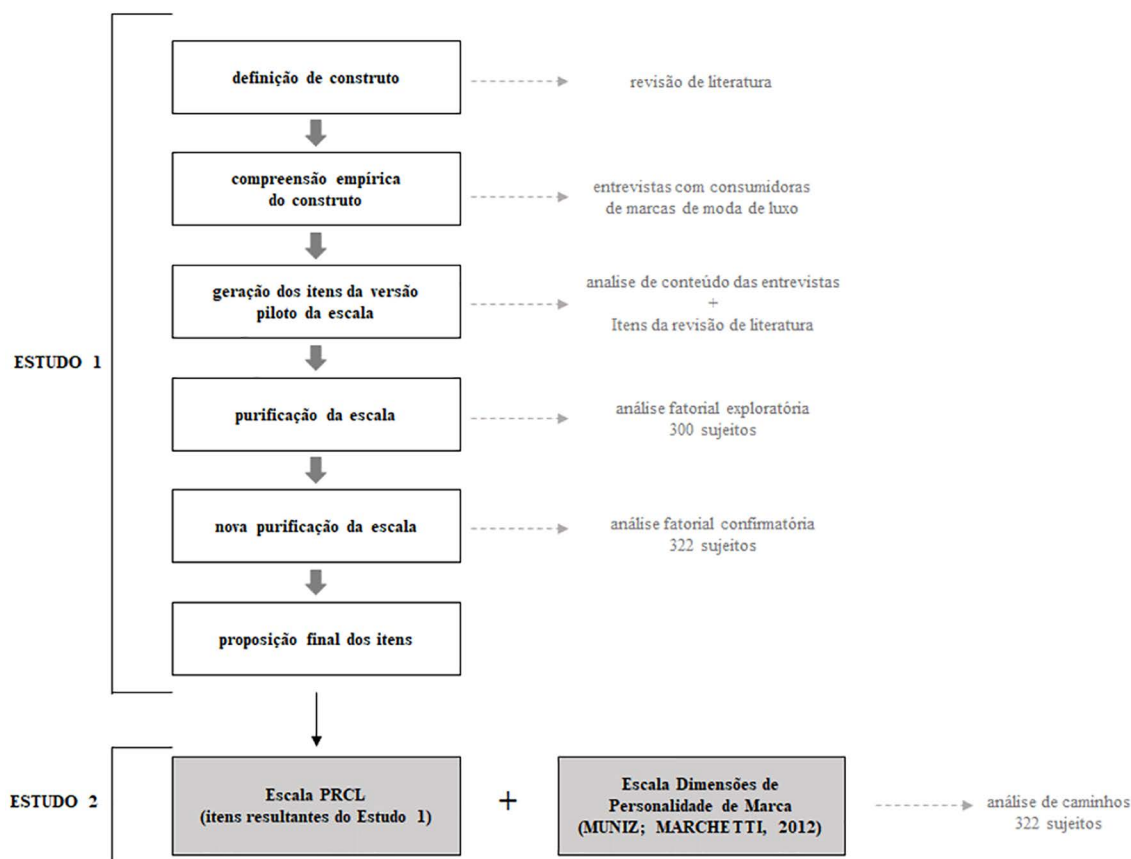 definição de construto
revisão de literatura
compreensão empírica
do construto
entrevistas com consumidoras
de marcas de moda de luxo
geração dos itens da versão
piloto da escala
analise de conteúdo das entrevistas
+
Itens da revisão de literatura
ESTUDO 1
purificação da escala
análise fatorial exploratória
300 sujeitos
nova purificação da escala
análise fatorial confirmatória
322 sujeitos
proposição final dos itens
ESTUDO 2
Escala PRCL
(itens resultantes do Estudo 1)
+
Escala Dimensões de
Personalidade de Marca
(MUNIZ; MARCHETTI, 2012)
análise de caminhos
322 sujeitos